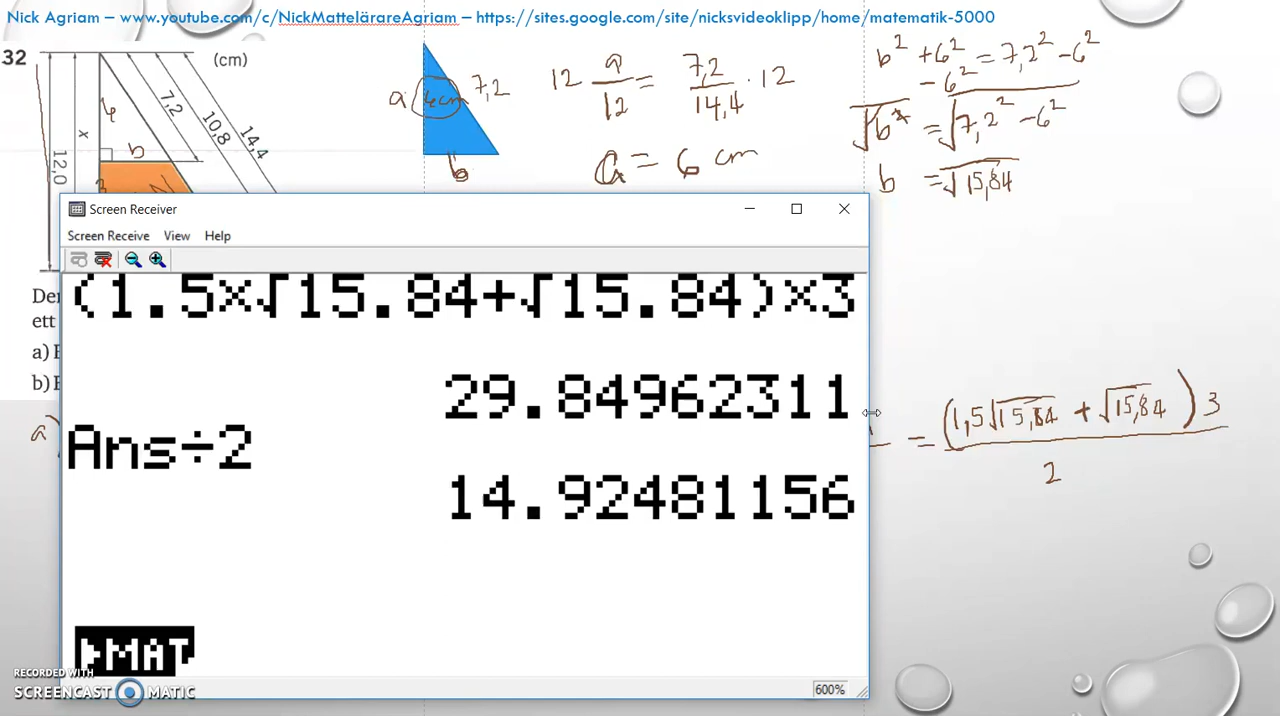 Nick Agriam – www.youtube.com/c/NickMattelärareAgriam – https://sites.google.com/site/nicksvideoklipp/home/matematik-5000
32
(cm)
7,2
10,8
14,4
x
12,0
b
3
a
7,2
b
12 a/12 = 7,2/14,4 · 12
a = 6 cm
b² + 6² = 7,2² - 6²
- 6²
√b² = √7,2² - 6²
b = √15,84
Screen Receiver
Screen Receive View Help
(1.5×√15.84+√15.84)×3
29.84962311
Ans÷2
14.92481156
MAT
600%
Der
ett
a)
b)
a)
= (1,5√15,84 + √15,84) 3
2
RECORDED WITH
SCREENCAST MATIC